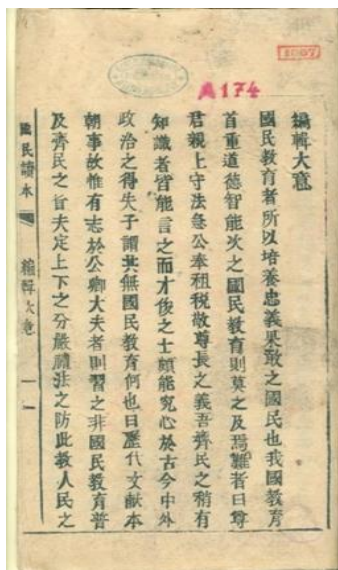 1007
A174
編輯大意
國民教育者所以培養忠義果敢之國民也我國教育
首重道德智能次之國民教育則莫之及焉難者曰尊
君親上守法急公奉租税敬尊長之義吾齊民之稍有
知識者皆能言之而才俊之士類能究心於古今中外
政治之得失子謂其無國民教育何也曰歷代文獻本
朝事故惟有志於公卿大夫者則習之非國民教育普
及齊民之旨夫定上下之分嚴法之防此教人民之
國民讀本
編輯大意
一